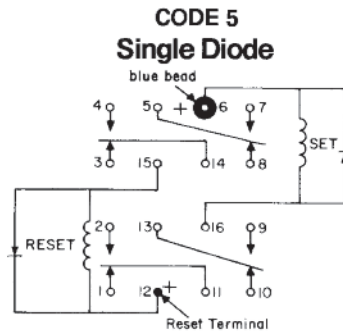 CODE 5
Single Diode
blue bead
4 5 + 6 7
SET
3 15 14 8
RESET 2 13 16 9
1 12 + 11 10
Reset Terminal